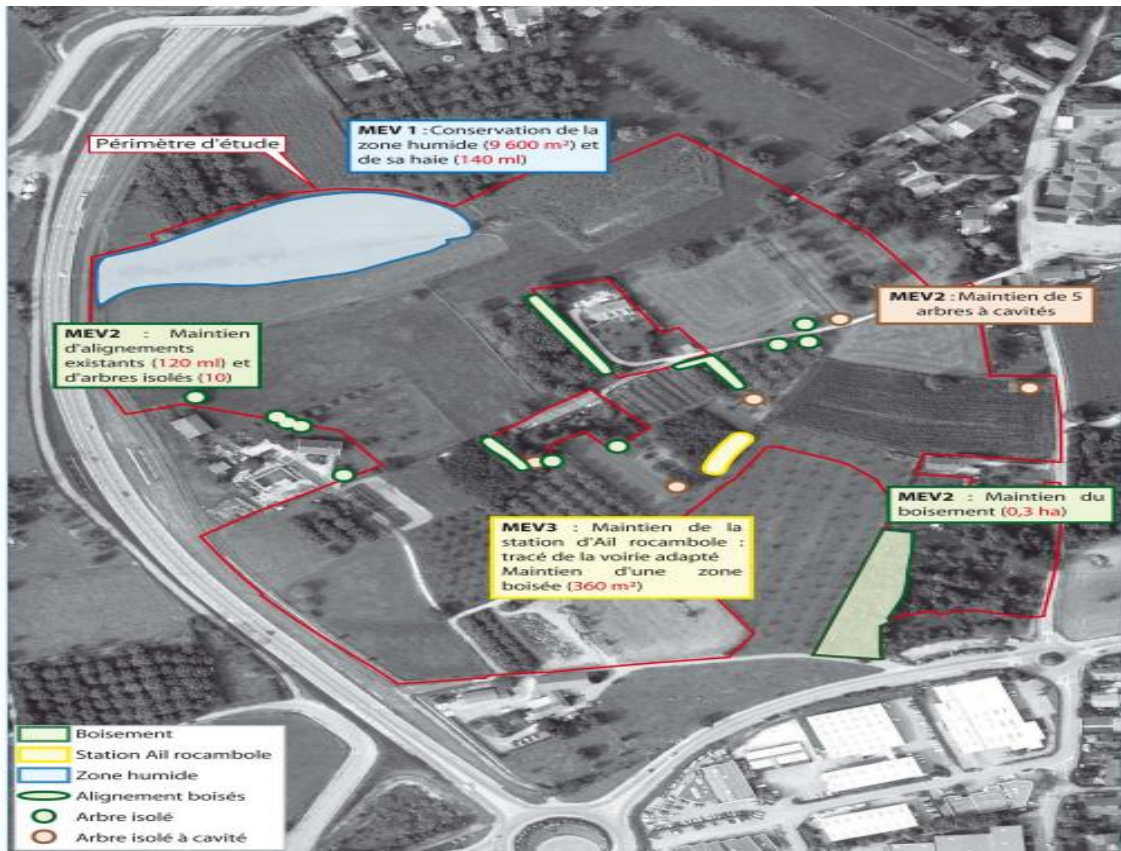 MEV 1 : Conservation de la
zone humide (9 600 m²) et
de sa haie (140 ml)
Périmètre d'étude
MEV2 : Maintien de 5
arbres à cavités
MEV2 : Maintien
d'alignements
existants (120 ml) et
d'arbres isolés (10)
MEV2 : Maintien du
boisement (0,3 ha)
MEV3 : Maintien de la
station d'Ail rocambole :
tracé de la voirie adapté
Maintien d'une zone
boisée (360 m²)
Boisement
Station Ail rocambole
Zone humide
Alignement boisés
Arbre isolé
Arbre isolé à cavité